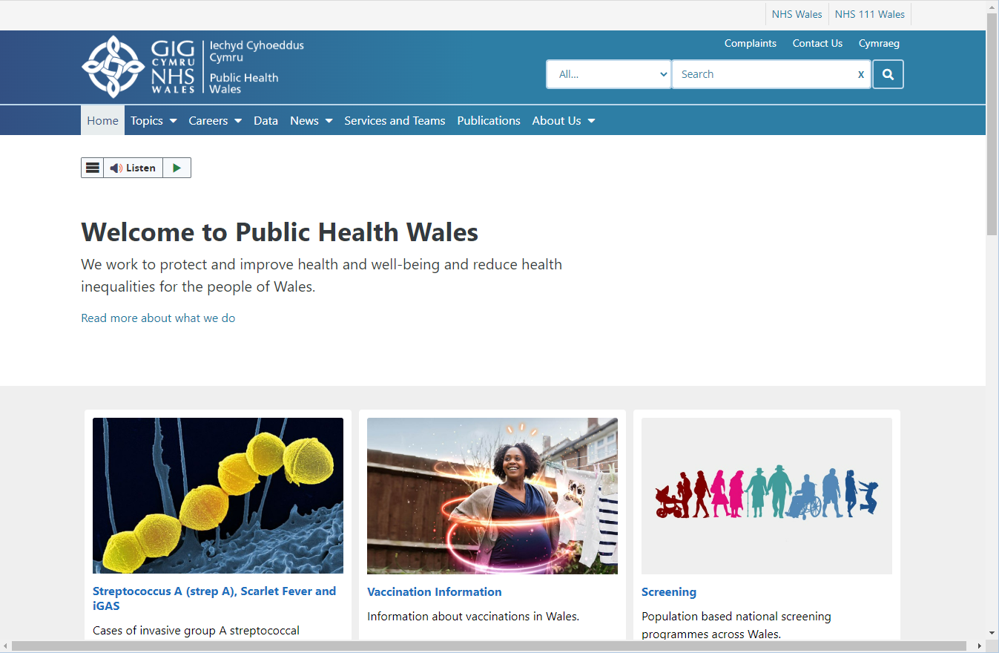 NHS Wales NHS 111 Wales
GIG CYMRU NHS WALES
Iechyd Cyhoeddus
Cymru
Public Health
Wales
Complaints Contact Us Cymraeg
All... Search X
Home Topics Careers Data News Services and Teams Publications About Us
Listen
Welcome to Public Health Wales
We work to protect and improve health and well-being and reduce health
inequalities for the people of Wales.
Read more about what we do
Streptococcus A (strep A), Scarlet Fever and
iGAS
Cases of invasive group A streptococcal
Vaccination Information
Information about vaccinations in Wales.
Screening
Population based national screening
programmes across Wales.